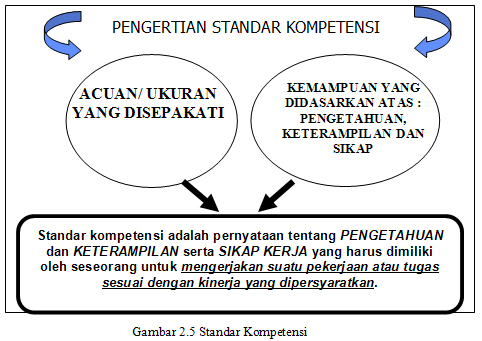 PENGERTIAN STANDAR KOMPETENSI
ACUAN/ UKURAN
YANG DISEPAKATI
KEMAMPUAN YANG
DIDASARKAN ATAS :
PENGETAHUAN,
KETERAMPILAN DAN
SIKAP
Standar kompetensi adalah pernyataan tentang PENGETAHUAN
dan KETERAMPILAN serta SIKAP KERJA yang harus dimiliki
oleh seseorang untuk mengerjakan suatu pekerjaan atau tugas
sesuai dengan kinerja yang dipersyaratkan.
Gambar 2.5 Standar Kompetensi